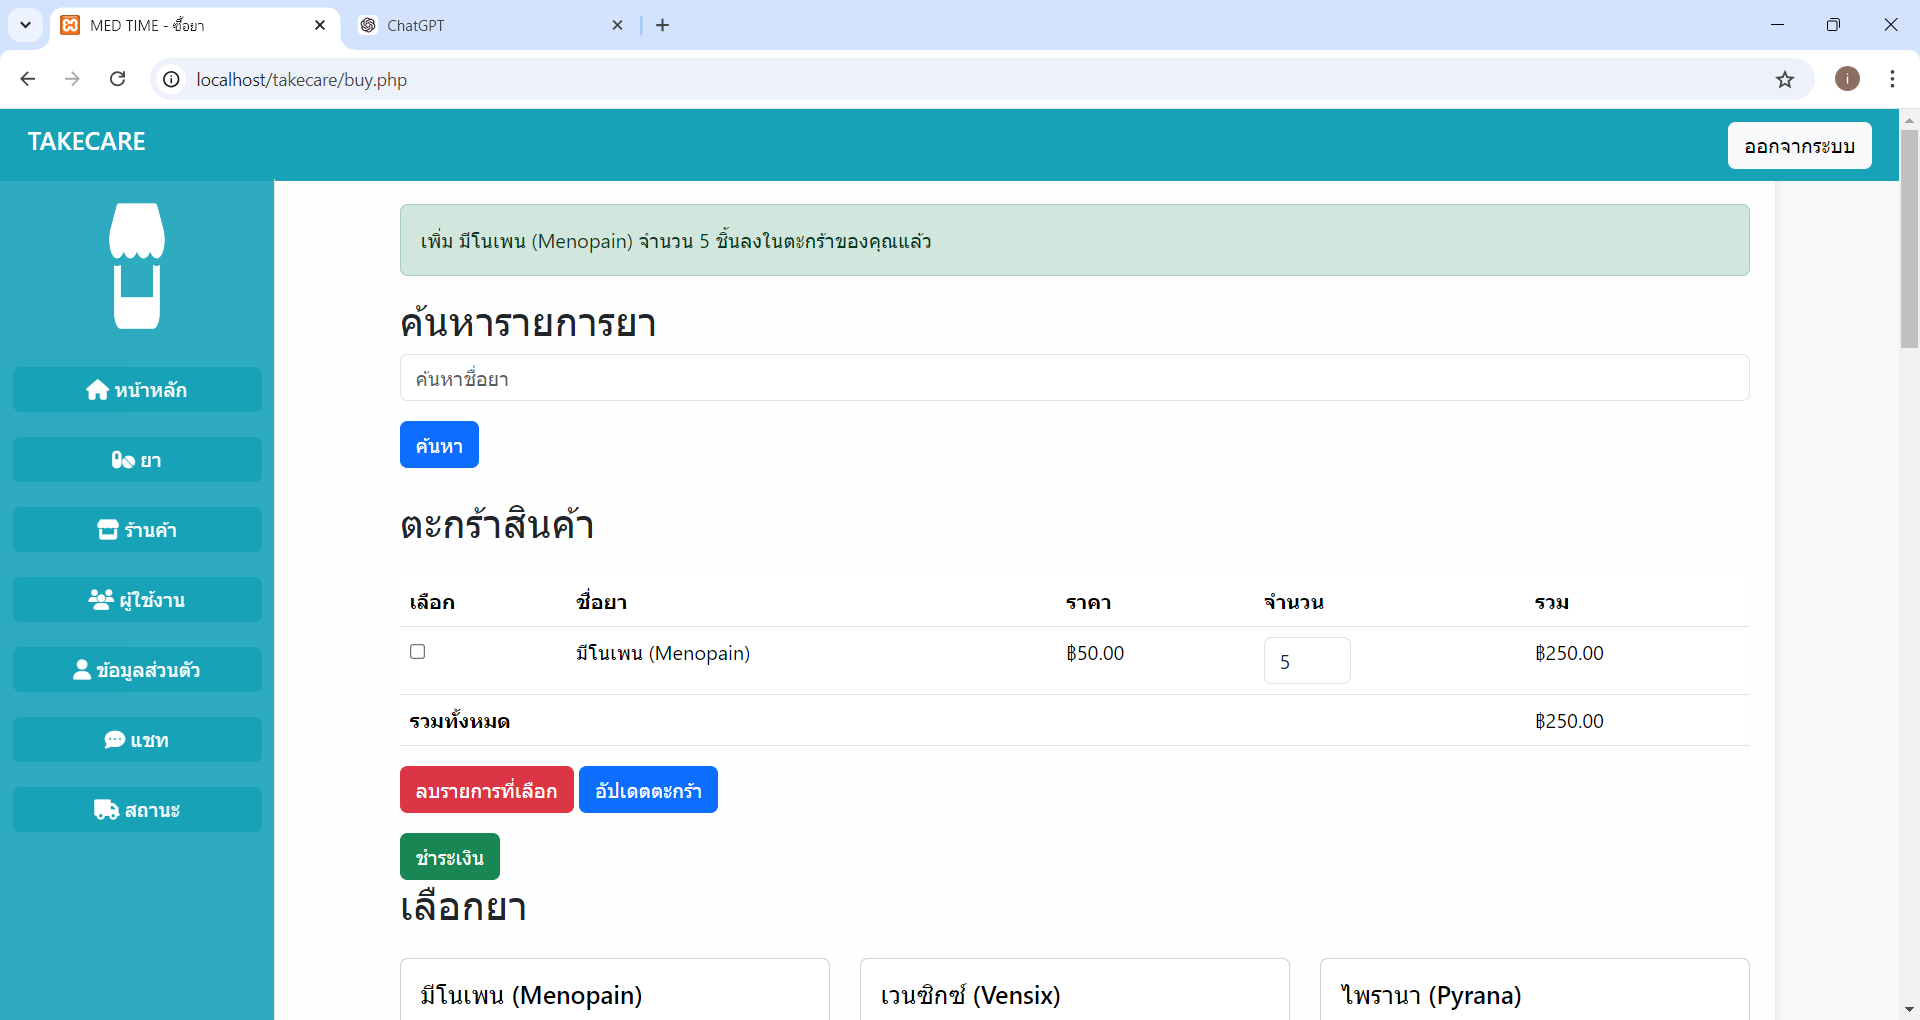 MED TIME - ซื้อยา
ChatGPT
localhost/takecare/buy.php
i
TAKECARE
ออกจากระบบ
หน้าหลัก
ยา
ร้านค้า
ผู้ใช้งาน
ข้อมูลส่วนตัว
แชท
สถานะ
เพิ่ม มีโนเพน (Menopain) จำนวน 5 ชิ้นลงในตะกร้าของคุณแล้ว
ค้นหารายการยา
ค้นหาชื่อยา
ค้นหา
ตะกร้าสินค้า
เลือก ชื่อยา ราคา จำนวน รวม
มีโนเพน (Menopain) ฿50.00 5 ฿250.00
รวมทั้งหมด ฿250.00
ลบรายการที่เลือก อัปเดตตะกร้า
ชำระเงิน
เลือกยา
มีโนเพน (Menopain) เวนซิกซ์ (Vensix) ไพรานา (Pyrana)